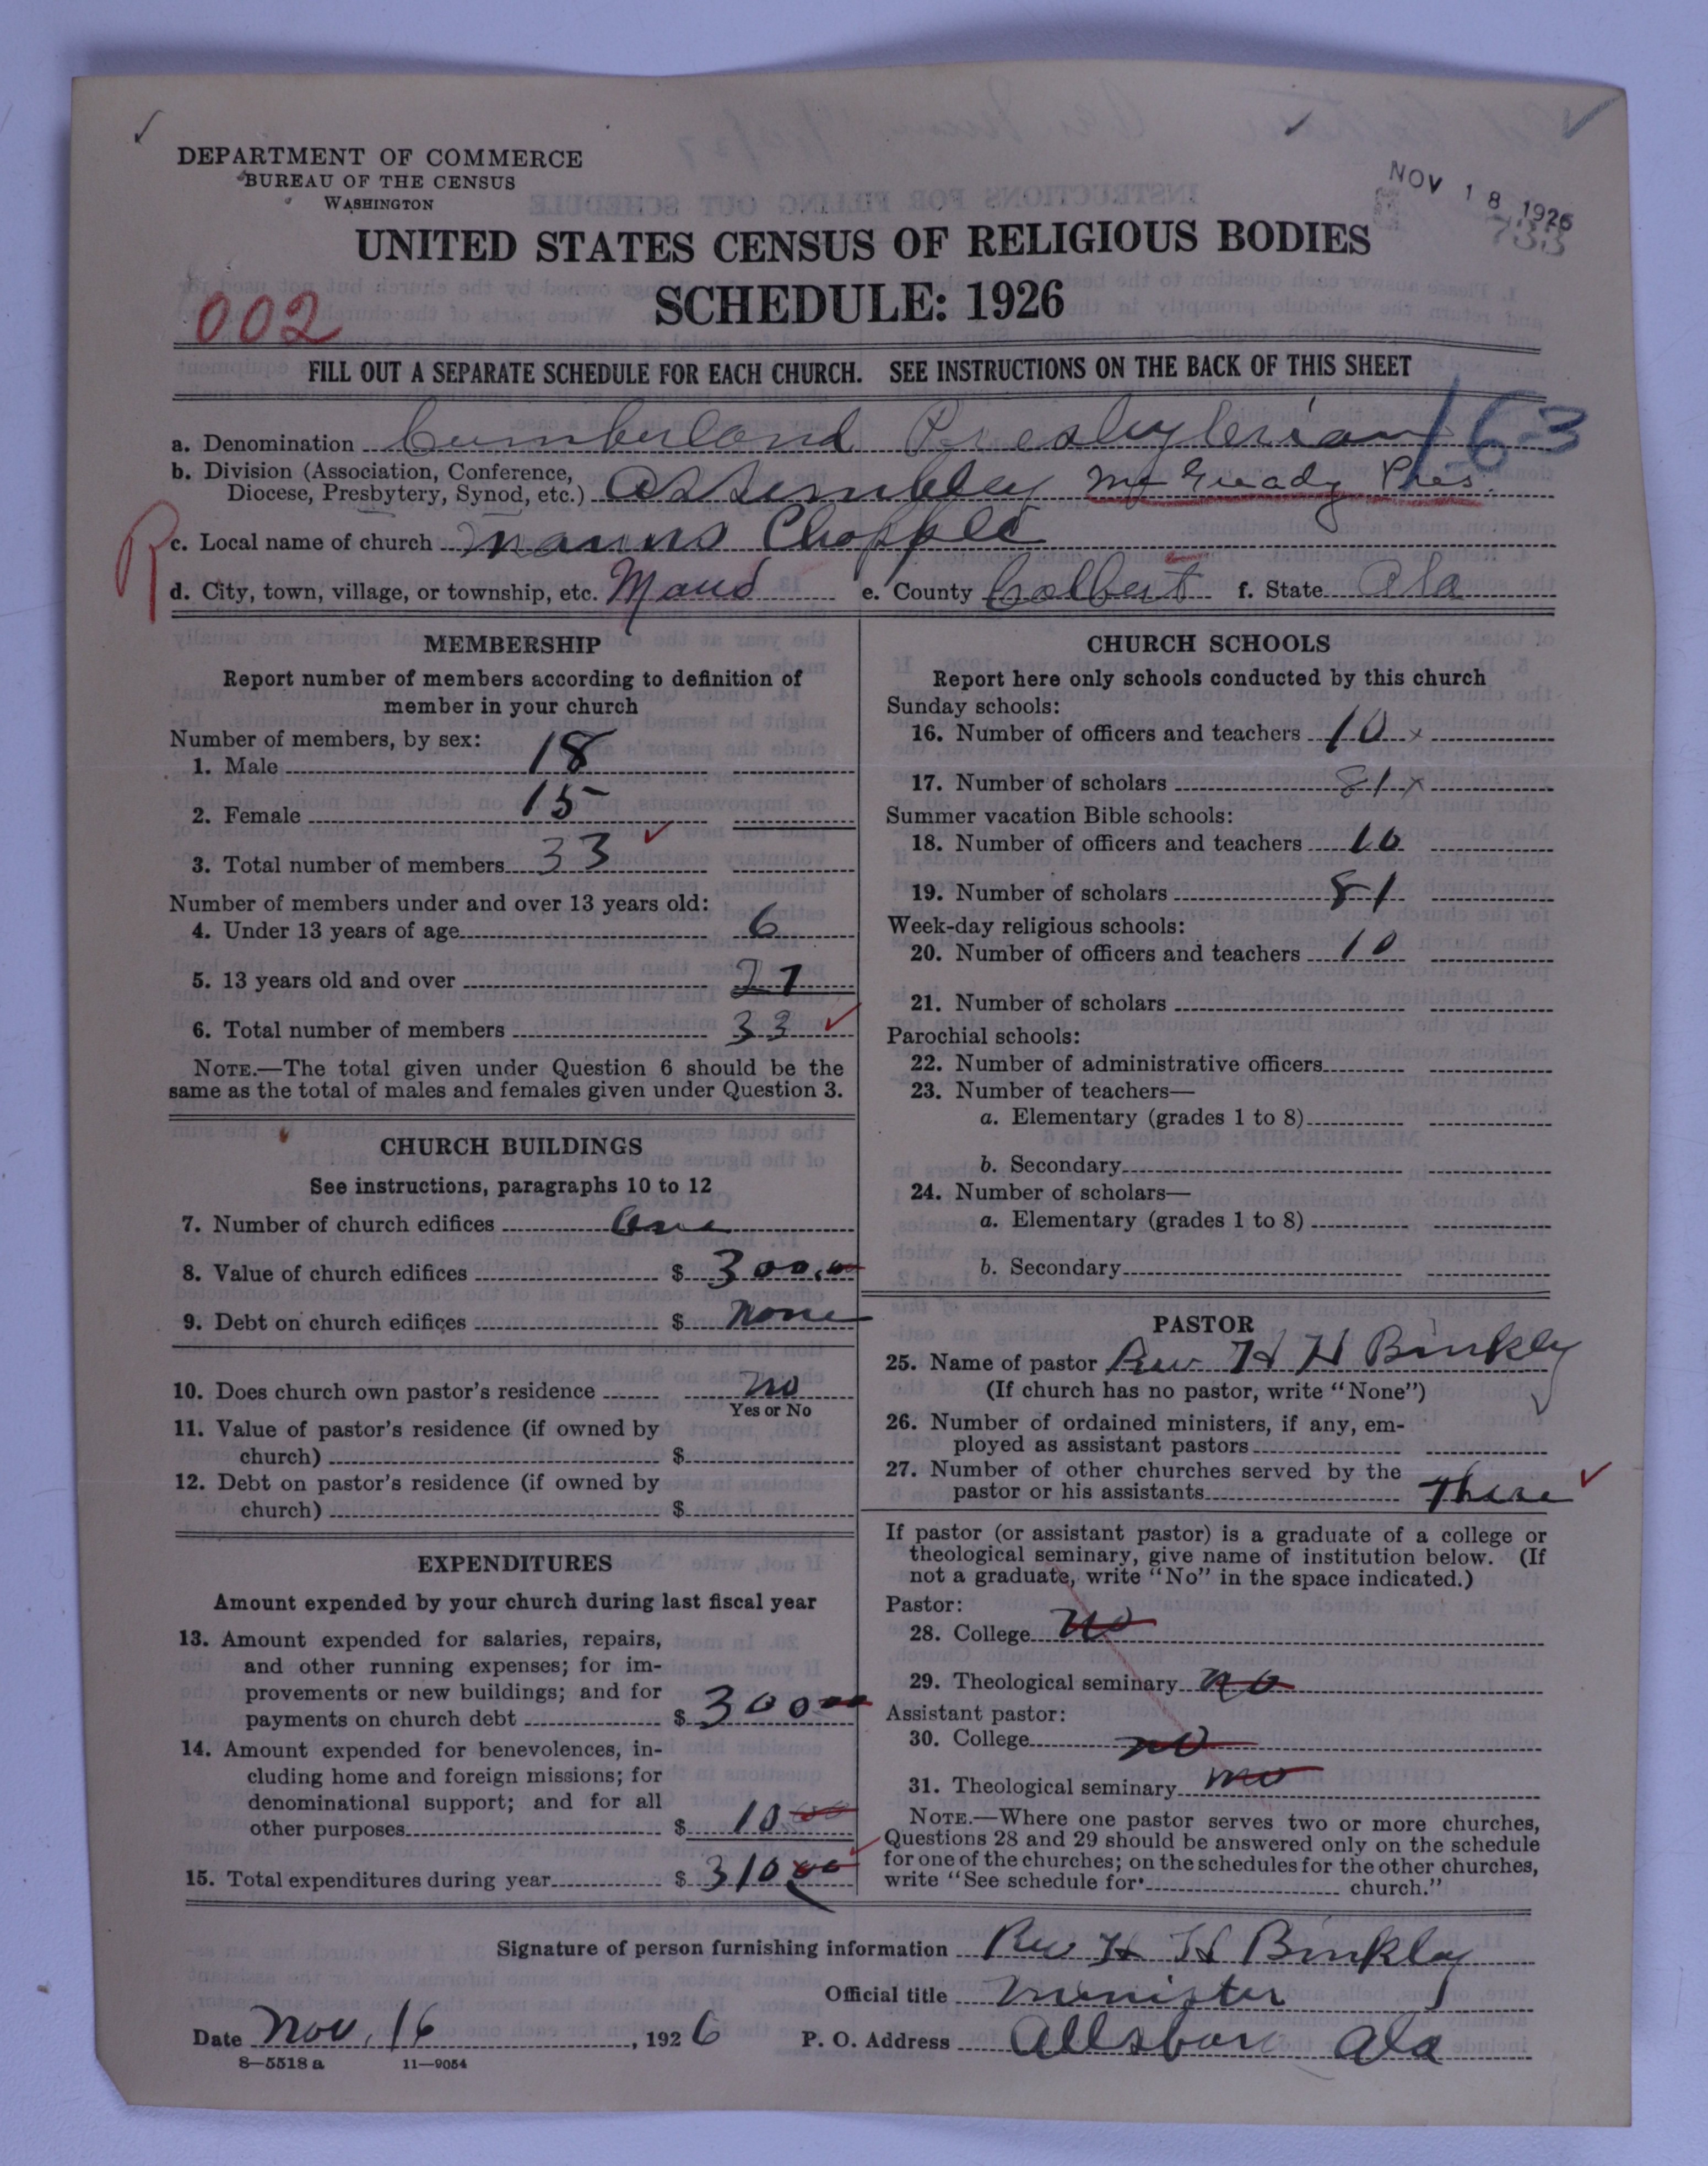 DEPARTMENT OF COMMERCE
BUREAU OF THE CENSUS
WASHINGTON
NOV 18 1926
733
UNITED STATES CENSUS OF RELIGIOUS BODIES
SCHEDULE: 1926
002
FILL OUT A SEPARATE SCHEDULE FOR EACH CHURCH. SEE INSTRUCTIONS ON THE BACK OF THIS SHEET
163
a. Denomination Cumberland Presbyterian
b. Division (Association, Conference,
Diocese, Presbytery, Synod, etc.) Assembley McGready Pres.
R
c. Local name of church Chapple
d. City, town, village, or township, etc. Maud e. County Colbert f. State Ala
MEMBERSHIP
Report number of members according to definition of
member in your church
Number of members, by sex:
1. Male 18
2. Female 15
3. Total number of members 33
Number of members under and over 13 years old:
4. Under 13 years of age 6
5. 13 years old and over 27
6. Total number of members 33
NOTE.—The total given under Question 6 should be the
same as the total of males and females given under Question 3.
CHURCH BUILDINGS
See instructions, paragraphs 10 to 12
7. Number of church edifices One
8. Value of church edifices $ 300.00
9. Debt on church edifices $ None
10. Does church own pastor's residence No
Yes or No
11. Value of pastor's residence (if owned by
church) $
12. Debt on pastor's residence (if owned by
church) $
EXPENDITURES
Amount expended by your church during last fiscal year
13. Amount expended for salaries, repairs,
and other running expenses; for im-
provements or new buildings; and for
payments on church debt $ 300 00
14. Amount expended for benevolences, in-
cluding home and foreign missions; for
denominational support; and for all
other purposes $ 10 00
15. Total expenditures during year $ 310 00
CHURCH SCHOOLS
Report here only schools conducted by this church
Sunday schools:
16. Number of officers and teachers 10 x
17. Number of scholars 81 x
Summer vacation Bible schools:
18. Number of officers and teachers 10
19. Number of scholars 81
Week-day religious schools:
20. Number of officers and teachers 10
21. Number of scholars
Parochial schools:
22. Number of administrative officers
23. Number of teachers—
a. Elementary (grades 1 to 8)
b. Secondary
24. Number of scholars—
a. Elementary (grades 1 to 8)
b. Secondary
PASTOR
25. Name of pastor Rev H H Binkley
(If church has no pastor, write "None")
26. Number of ordained ministers, if any, em-
ployed as assistant pastors
27. Number of other churches served by the
pastor or his assistants Three
If pastor (or assistant pastor) is a graduate of a college or
theological seminary, give name of institution below. (If
not a graduate, write "No" in the space indicated.)
Pastor:
28. College No
29. Theological seminary No
Assistant pastor:
30. College No
31. Theological seminary No
NOTE.—Where one pastor serves two or more churches,
Questions 28 and 29 should be answered only on the schedule
for one of the churches; on the schedules for the other churches,
write "See schedule for church."
Signature of person furnishing information Rev H H Binkley
Official title Minister
Date Nov. 16, 1926 P. O. Address Allsboro Ala
8—5518 a 11—9054